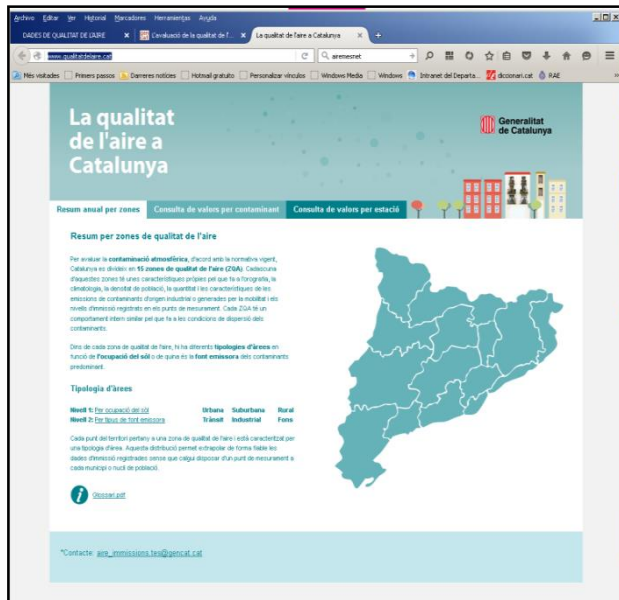 Archivo Editar Ver Historial Marcadores Herramientas Ayuda
DADES DE QUALITAT DE L'AIRE
L'avaluació de la qualitat de l'...
La qualitat de l'aire a Catalunya
www.qualitatdelaire.cat
airemesnet
Més visitades Primers passos Darreres notícies Hotmail gratuito Personalizar vínculos Windows Media Windows Intranet del Departa... diccionari.cat RAE
La qualitat
de l'aire a
Catalunya
Generalitat
de Catalunya
Resum anual per zones Consulta de valors per contaminant Consulta de valors per estació
Resum per zones de qualitat de l'aire
Per avaluar la contaminació atmosfèrica, d'acord amb la normativa vigent,
Catalunya es divideix en 15 zones de qualitat de l'aire (ZQA). Cadascuna
d'aquestes zones té unes característiques pròpies pel que fa a l'orografia, la
climatologia, la densitat de població, la quantitat i les característiques de les
emissions de contaminants d'origen industrial o generades per la mobilitat i els
nivells d'immissió registrats en els punts de mesurament. Cada ZQA té un
comportament intern similar pel que fa a les condicions de dispersió dels
contaminants.
Dins de cada zona de qualitat de l'aire, hi ha diferents tipologies d'àrees en
funció de l'ocupació del sòl o de quina és la font emissora dels contaminants
predominant.
Tipologia d'àrees
Nivell 1: Per ocupació del sòl Urbana Suburbana Rural
Nivell 2: Per tipus de font emissora Trànsit Industrial Fons
Cada punt del territori pertany a una zona de qualitat de l'aire i està caracteritzat per
una tipologia d'àrea. Aquesta distribució permet extrapolar de forma fiable les
dades d'immissió registrades sense que calgui disposar d'un punt de mesurament a
cada municipi o nucli de població.
i
Glossari.pdf
*Contacte: aire_immissions.tes@gencat.cat